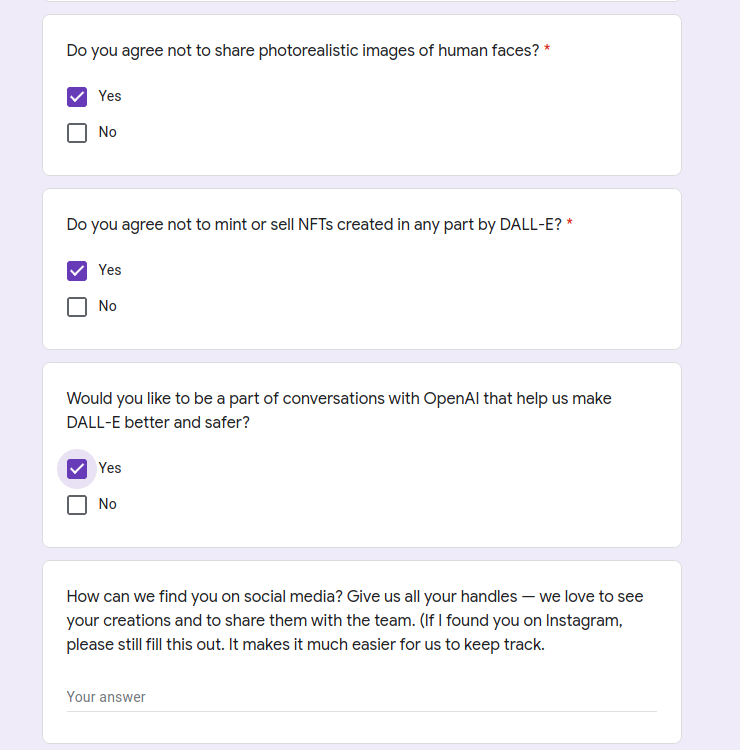 Do you agree not to share photorealistic images of human faces? *
Yes
No
Do you agree not to mint or sell NFTs created in any part by DALL-E? *
Yes
No
Would you like to be a part of conversations with OpenAI that help us make
DALL-E better and safer?
Yes
No
How can we find you on social media? Give us all your handles — we love to see
your creations and to share them with the team. (If I found you on Instagram,
please still fill this out. It makes it much easier for us to keep track.
Your answer